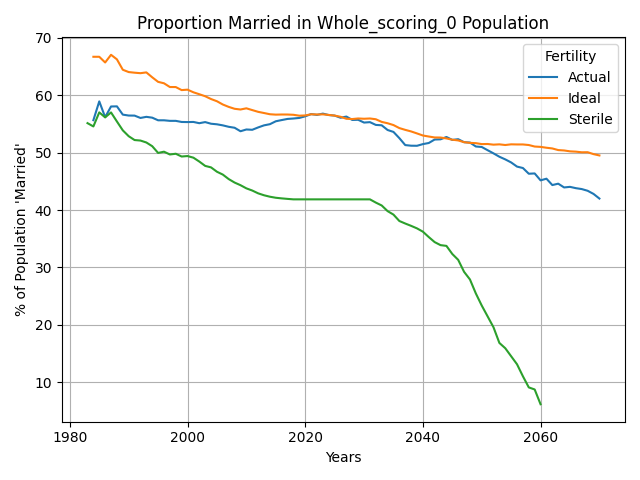 Proportion Married in Whole_scoring_0 Population
% of Population 'Married'
70
60
50
40
30
20
10
Fertility
Actual
Ideal
Sterile
1980
2000
2020
2040
2060
Years